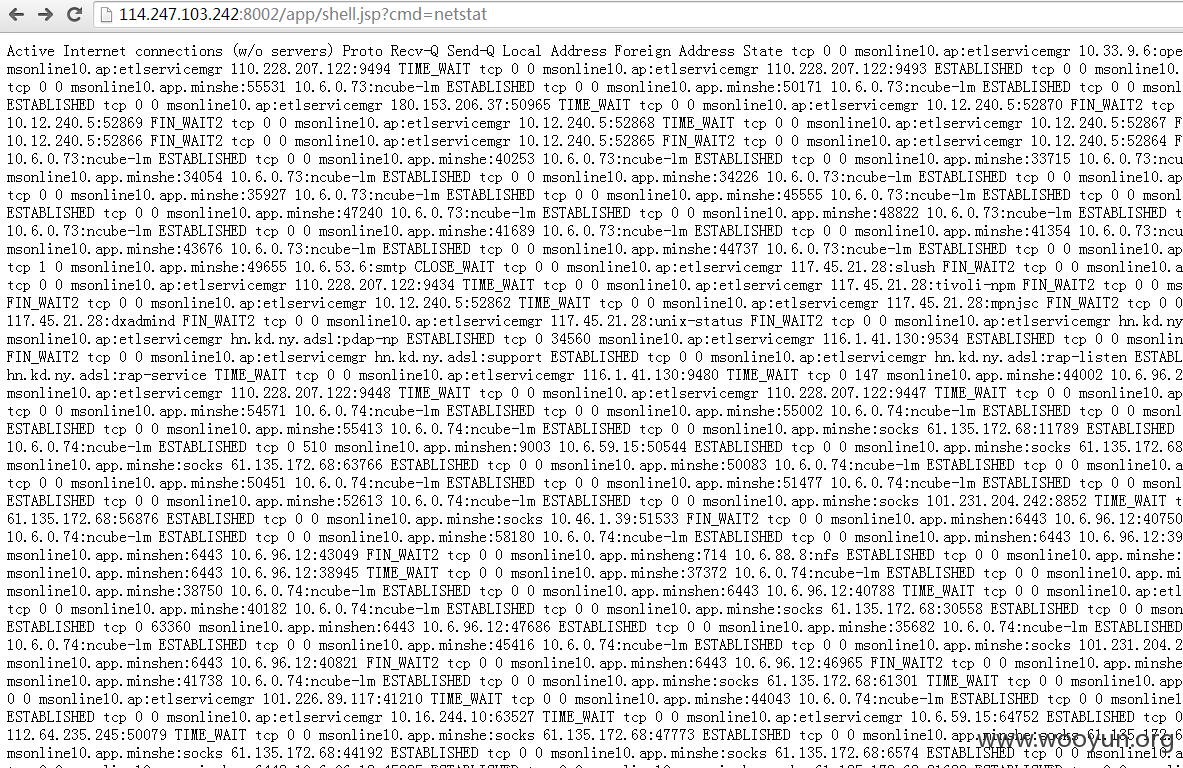 114.247.103.242:8002/app/shell.jsp?cmd=netstat
Active Internet connections (w/o servers) Proto Recv-Q Send-Q Local Address Foreign Address State tcp 0 0 msonline10.ap:etlservicemgr 10.33.9.6:ope
msonline10.ap:etlservicemgr 110.228.207.122:9494 TIME_WAIT tcp 0 0 msonline10.ap:etlservicemgr 110.228.207.122:9493 ESTABLISHED tcp 0 0 msonline10.
tcp 0 0 msonline10.app.minshe:55531 10.6.0.73:ncube-lm ESTABLISHED tcp 0 0 msonline10.app.minshe:50171 10.6.0.73:ncube-lm ESTABLISHED tcp 0 0 msonl
ESTABLISHED tcp 0 0 msonline10.ap:etlservicemgr 180.153.206.37:50965 TIME_WAIT tcp 0 0 msonline10.ap:etlservicemgr 10.12.240.5:52870 FIN_WAIT2 tcp
10.12.240.5:52869 FIN_WAIT2 tcp 0 0 msonline10.ap:etlservicemgr 10.12.240.5:52868 TIME_WAIT tcp 0 0 msonline10.ap:etlservicemgr 10.12.240.5:52867 F
10.12.240.5:52866 FIN_WAIT2 tcp 0 0 msonline10.ap:etlservicemgr 10.12.240.5:52865 FIN_WAIT2 tcp 0 0 msonline10.ap:etlservicemgr 10.12.240.5:52864 F
10.6.0.73:ncube-lm ESTABLISHED tcp 0 0 msonline10.app.minshe:40253 10.6.0.73:ncube-lm ESTABLISHED tcp 0 0 msonline10.app.minshe:33715 10.6.0.73:ncu
msonline10.app.minshe:34054 10.6.0.73:ncube-lm ESTABLISHED tcp 0 0 msonline10.app.minshe:34226 10.6.0.73:ncube-lm ESTABLISHED tcp 0 0 msonline10.ap
tcp 0 0 msonline10.app.minshe:35927 10.6.0.73:ncube-lm ESTABLISHED tcp 0 0 msonline10.app.minshe:45555 10.6.0.73:ncube-lm ESTABLISHED tcp 0 0 msonl
ESTABLISHED tcp 0 0 msonline10.app.minshe:47240 10.6.0.73:ncube-lm ESTABLISHED tcp 0 0 msonline10.app.minshe:48822 10.6.0.73:ncube-lm ESTABLISHED t
10.6.0.73:ncube-lm ESTABLISHED tcp 0 0 msonline10.app.minshe:41689 10.6.0.73:ncube-lm ESTABLISHED tcp 0 0 msonline10.app.minshe:41354 10.6.0.73:ncu
msonline10.app.minshe:43676 10.6.0.73:ncube-lm ESTABLISHED tcp 0 0 msonline10.app.minshe:44737 10.6.0.73:ncube-lm ESTABLISHED tcp 0 0 msonline10.ap
tcp 1 0 msonline10.app.minshe:49655 10.6.53.6:smtp CLOSE_WAIT tcp 0 0 msonline10.ap:etlservicemgr 117.45.21.28:slush FIN_WAIT2 tcp 0 0 msonline10.a
tcp 0 0 msonline10.ap:etlservicemgr 110.228.207.122:9434 TIME_WAIT tcp 0 0 msonline10.ap:etlservicemgr 117.45.21.28:tivoli-npm FIN_WAIT2 tcp 0 0 ms
FIN_WAIT2 tcp 0 0 msonline10.ap:etlservicemgr 10.12.240.5:52862 TIME_WAIT tcp 0 0 msonline10.ap:etlservicemgr 117.45.21.28:mpnjsc FIN_WAIT2 tcp 0 0
117.45.21.28:dxadmind FIN_WAIT2 tcp 0 0 msonline10.ap:etlservicemgr 117.45.21.28:unix-status FIN_WAIT2 tcp 0 0 msonline10.ap:etlservicemgr hn.kd.ny
msonline10.ap:etlservicemgr hn.kd.ny.adsl:pdap-np ESTABLISHED tcp 0 34560 msonline10.ap:etlservicemgr 116.1.41.130:9534 ESTABLISHED tcp 0 0 msonlin
FIN_WAIT2 tcp 0 0 msonline10.ap:etlservicemgr hn.kd.ny.adsl:support ESTABLISHED tcp 0 0 msonline10.ap:etlservicemgr hn.kd.ny.adsl:rap-listen ESTABL
hn.kd.ny.adsl:rap-service TIME_WAIT tcp 0 0 msonline10.ap:etlservicemgr 116.1.41.130:9480 TIME_WAIT tcp 0 147 msonline10.app.minshe:44002 10.6.96.2
msonline10.ap:etlservicemgr 110.228.207.122:9448 TIME_WAIT tcp 0 0 msonline10.ap:etlservicemgr 110.228.207.122:9447 TIME_WAIT tcp 0 0 msonline10.ap
tcp 0 0 msonline10.app.minshe:54571 10.6.0.74:ncube-lm ESTABLISHED tcp 0 0 msonline10.app.minshe:55002 10.6.0.74:ncube-lm ESTABLISHED tcp 0 0 msonl
tcp 0 0 msonline10.app.minshe:55413 10.6.0.74:ncube-lm ESTABLISHED tcp 0 0 msonline10.app.minshe:socks 61.135.172.68:11789 ESTABLISHED
10.6.0.74:ncube-lm ESTABLISHED tcp 0 510 msonline10.app.minshen:9003 10.6.59.15:50544 ESTABLISHED tcp 0 0 msonline10.app.minshe:socks 61.135.172.68
msonline10.app.minshe:socks 61.135.172.68:63766 ESTABLISHED tcp 0 0 msonline10.app.minshe:50083 10.6.0.74:ncube-lm ESTABLISHED tcp 0 0 msonline10.a
tcp 0 0 msonline10.app.minshe:50451 10.6.0.74:ncube-lm ESTABLISHED tcp 0 0 msonline10.app.minshe:51477 10.6.0.74:ncube-lm ESTABLISHED tcp 0 0 msonl
ESTABLISHED tcp 0 0 msonline10.app.minshe:52613 10.6.0.74:ncube-lm ESTABLISHED tcp 0 0 msonline10.app.minshe:socks 101.231.204.242:8852 TIME_WAIT t
61.135.172.68:56876 ESTABLISHED tcp 0 0 msonline10.app.minshe:socks 10.46.1.39:51533 FIN_WAIT2 tcp 0 0 msonline10.app.minshen:6443 10.6.96.12:40750
10.6.0.74:ncube-lm ESTABLISHED tcp 0 0 msonline10.app.minshe:58180 10.6.0.74:ncube-lm ESTABLISHED tcp 0 0 msonline10.app.minshen:6443 10.6.96.12:39
msonline10.app.minshen:6443 10.6.96.12:43049 FIN_WAIT2 tcp 0 0 msonline10.app.minsheng:714 10.6.88.8:nfs ESTABLISHED tcp 0 0 msonline10.app.minshe:
msonline10.app.minshen:6443 10.6.96.12:38945 TIME_WAIT tcp 0 0 msonline10.app.minshe:37372 10.6.0.74:ncube-lm ESTABLISHED tcp 0 0 msonline10.app.mi
msonline10.app.minshe:38750 10.6.0.74:ncube-lm ESTABLISHED tcp 0 0 msonline10.app.minshen:6443 10.6.96.12:40788 TIME_WAIT tcp 0 0 msonline10.ap:etl
tcp 0 0 msonline10.app.minshe:40182 10.6.0.74:ncube-lm ESTABLISHED tcp 0 0 msonline10.app.minshe:socks 61.135.172.68:30558 ESTABLISHED tcp 0 0 mson
ESTABLISHED tcp 0 63360 msonline10.app.minshen:6443 10.6.96.12:47686 ESTABLISHED tcp 0 0 msonline10.app.minshe:35682 10.6.0.74:ncube-lm ESTABLISHED
10.6.0.74:ncube-lm ESTABLISHED tcp 0 0 msonline10.app.minshe:45416 10.6.0.74:ncube-lm ESTABLISHED tcp 0 0 msonline10.app.minshe:socks 101.231.204.2
msonline10.app.minshen:6443 10.6.96.12:40821 FIN_WAIT2 tcp 0 0 msonline10.app.minshen:6443 10.6.96.12:46965 FIN_WAIT2 tcp 0 0 msonline10.app.minshe
msonline10.app.minshe:41738 10.6.0.74:ncube-lm ESTABLISHED tcp 0 0 msonline10.app.minshe:socks 61.135.172.68:61301 TIME_WAIT tcp 0 0 msonline10.app
0 0 msonline10.ap:etlservicemgr 101.226.89.117:41210 TIME_WAIT tcp 0 0 msonline10.app.minshe:44043 10.6.0.74:ncube-lm ESTABLISHED tcp 0 0 msonline1
ESTABLISHED tcp 0 0 msonline10.ap:etlservicemgr 10.16.244.10:63527 TIME_WAIT tcp 0 0 msonline10.ap:etlservicemgr 10.6.59.15:64752 ESTABLISHED tcp 0
112.64.235.245:50079 TIME_WAIT tcp 0 0 msonline10.app.minshe:socks 61.135.172.68:47773 ESTABLISHED tcp 0 0 msonline10.app.minshe:socks
msonline10.app.minshe:socks 61.135.172.68:44192 ESTABLISHED tcp 0 0 msonline10.app.minshe:socks 61.135.172.68:6574 ESTABLISHED tcp 0 0 msonline10.a
www.wooyun.org